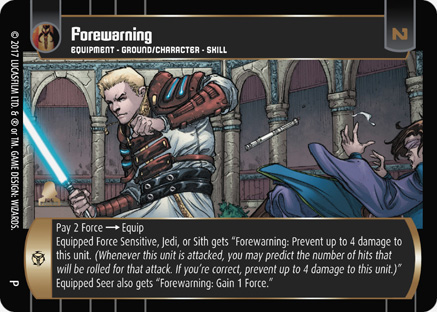 Forewarning
EQUIPMENT - GROUND/CHARACTER - SKILL
N
© 2017 LUCASFILM LTD. & ® or TM. GAME DESIGN: WIZARDS.
P
Pay 2 Force → Equip
Equipped Force Sensitive, Jedi, or Sith gets “Forewarning: Prevent up to 4 damage to
this unit. (Whenever this unit is attacked, you may predict the number of hits that
will be rolled for that attack. If you're correct, prevent up to 4 damage to this unit.)”
Equipped Seer also gets “Forewarning: Gain 1 Force.”